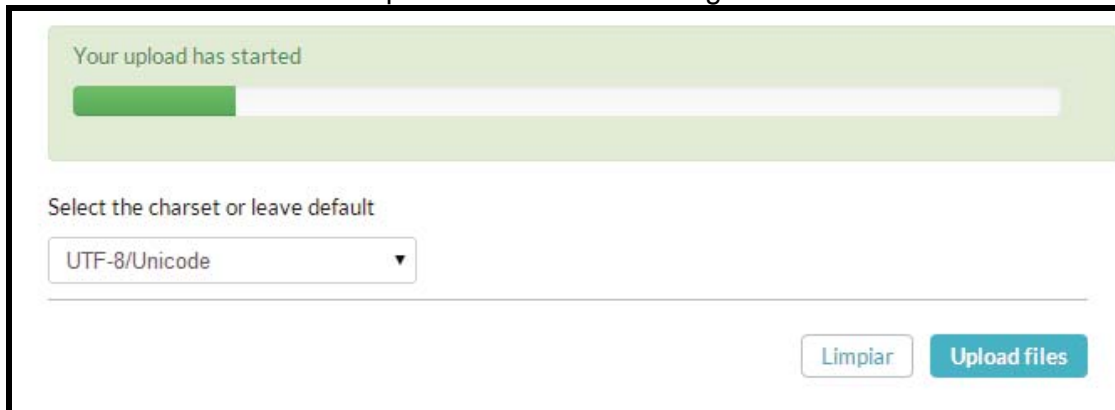 Your upload has started
Select the charset or leave default
UTF-8/Unicode
Limpiar Upload files